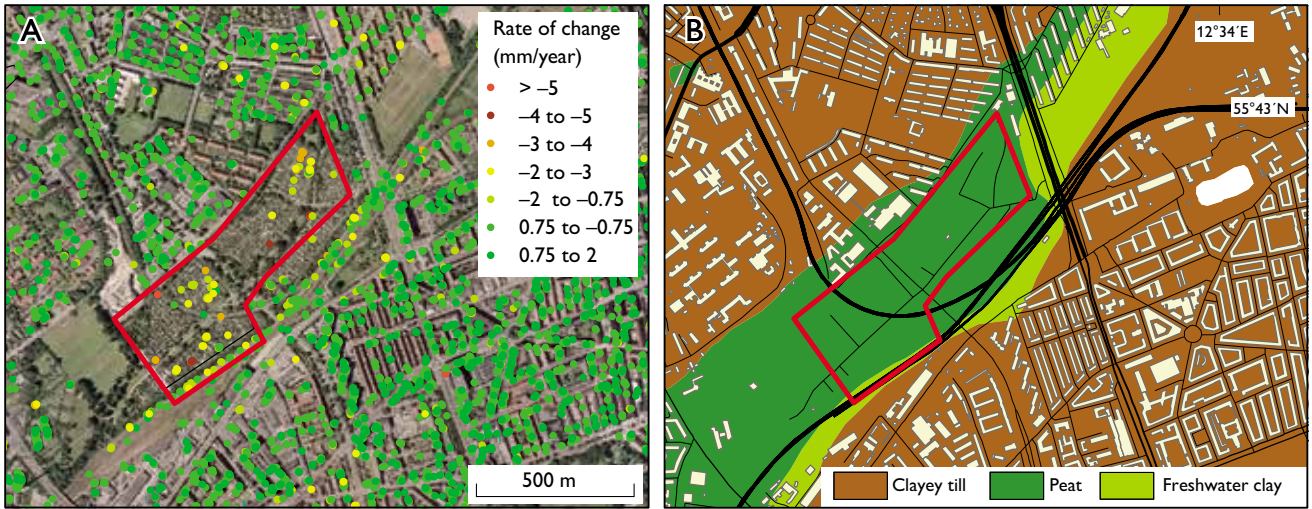 A
Rate of change
(mm/year)
> –5
–4 to –5
–3 to –4
–2 to –3
–2 to –0.75
0.75 to –0.75
0.75 to 2
500 m
B
12°34´E
55°43´N
Clayey till
Peat
Freshwater clay